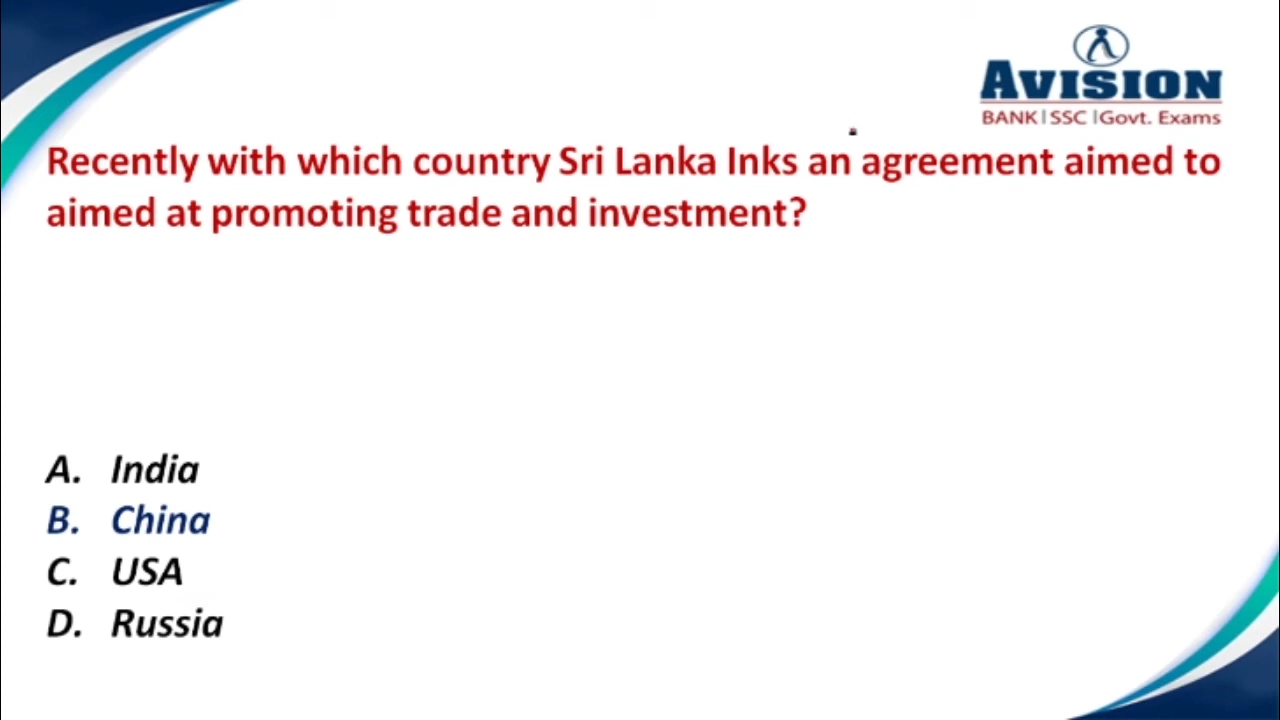 AVISION
BANK | SSC | Govt. Exams
Recently with which country Sri Lanka Inks an agreement aimed to
aimed at promoting trade and investment?
A. India
B. China
C. USA
D. Russia